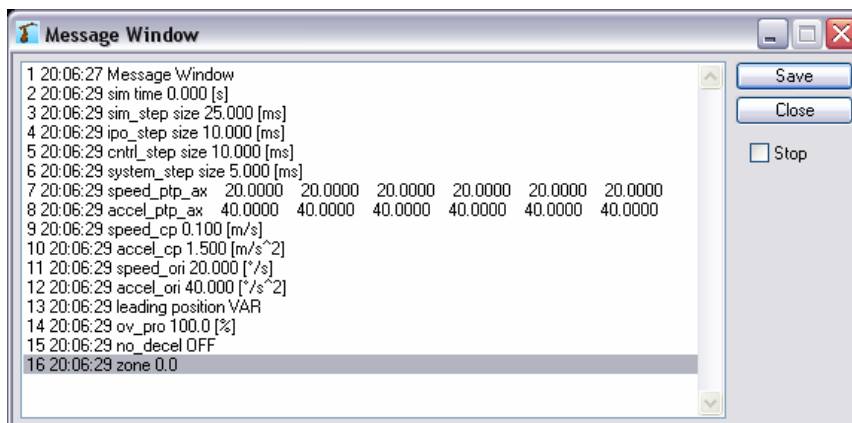 Message Window
1 20:06:27 Message Window
2 20:06:29 sim time 0.000 [s]
3 20:06:29 sim_step size 25.000 [ms]
4 20:06:29 ipo_step size 10.000 [ms]
5 20:06:29 cntrl_step size 10.000 [ms]
6 20:06:29 system_step size 5.000 [ms]
7 20:06:29 speed_ptp_ax 20.0000 20.0000 20.0000 20.0000 20.0000 20.0000
8 20:06:29 accel_ptp_ax 40.0000 40.0000 40.0000 40.0000 40.0000 40.0000
9 20:06:29 speed_cp 0.100 [m/s]
10 20:06:29 accel_cp 1.500 [m/s^2]
11 20:06:29 speed_ori 20.000 [°/s]
12 20:06:29 accel_ori 40.000 [°/s^2]
13 20:06:29 leading position VAR
14 20:06:29 ov_pro 100.0 [%]
15 20:06:29 no_decel OFF
16 20:06:29 zone 0.0
Save
Close
Stop